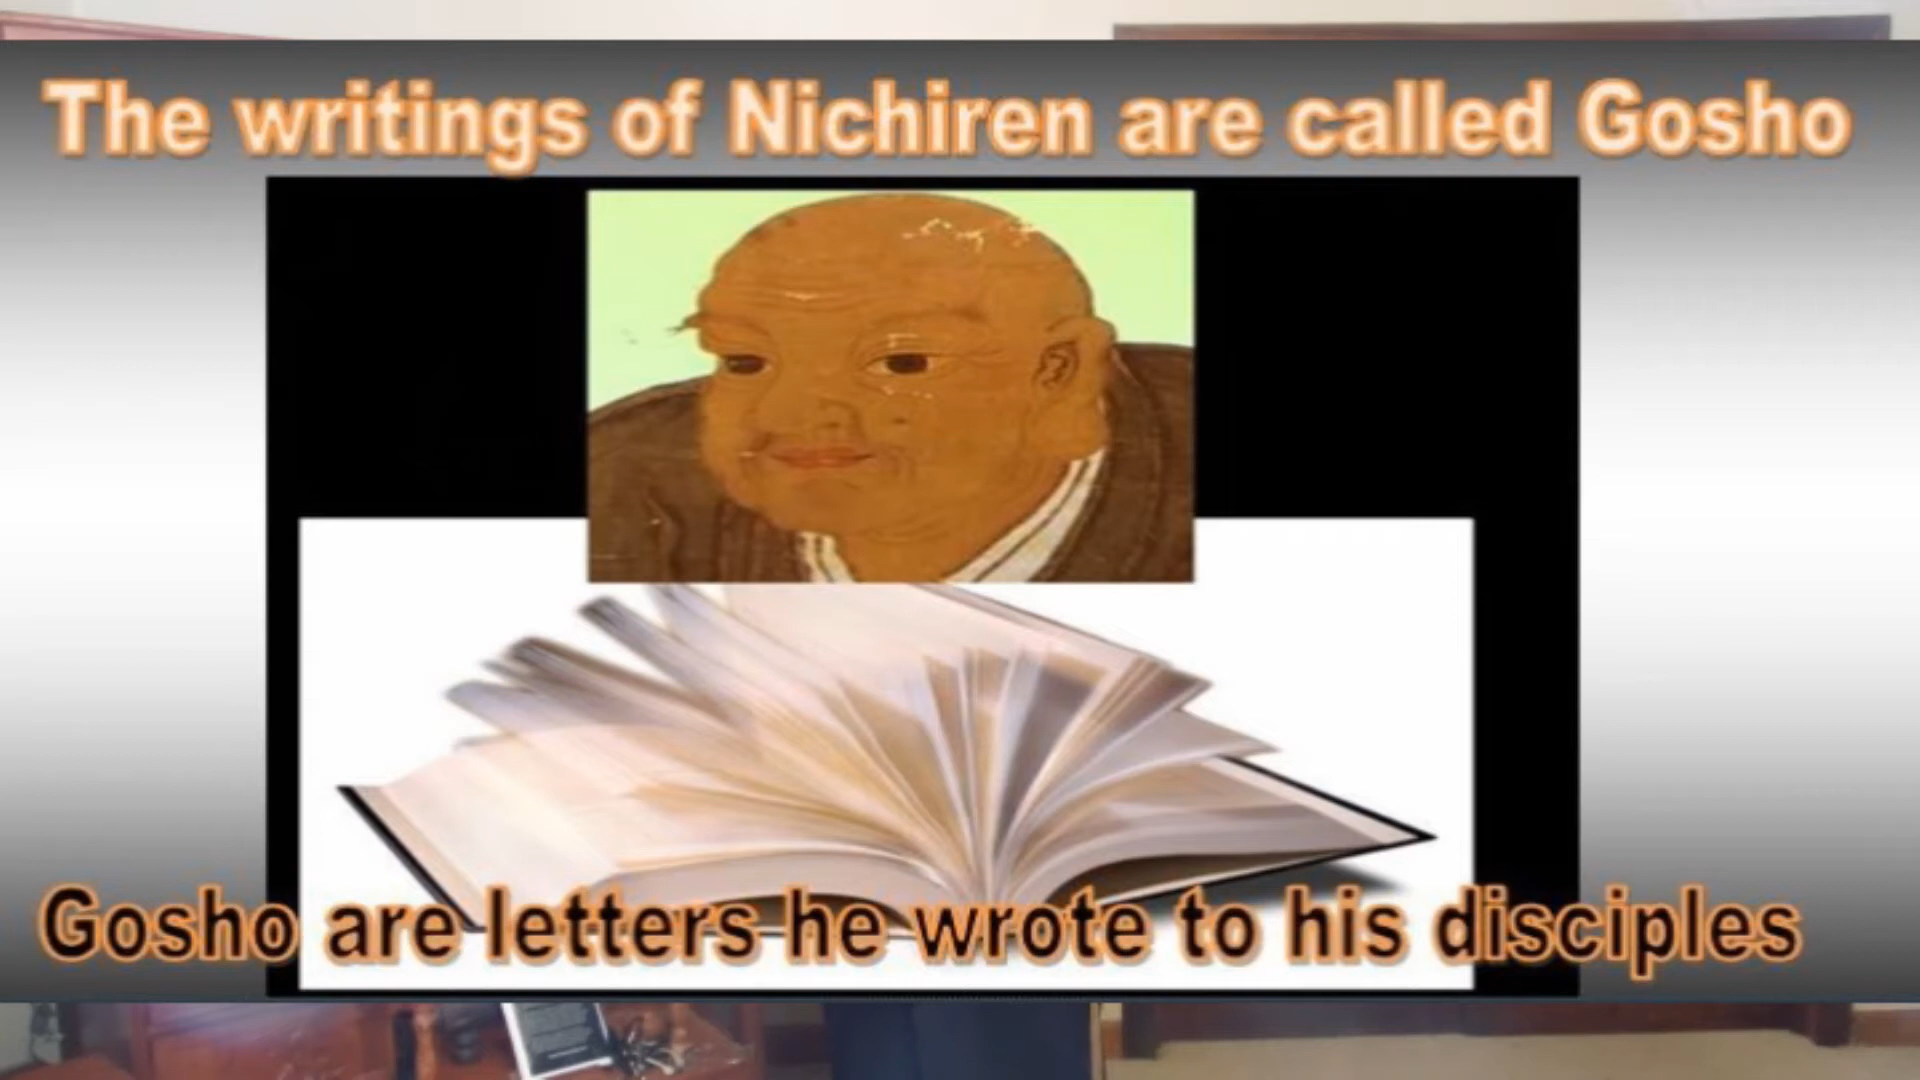 The writings of Nichiren are called Gosho
Gosho are letters he wrote to his disciples